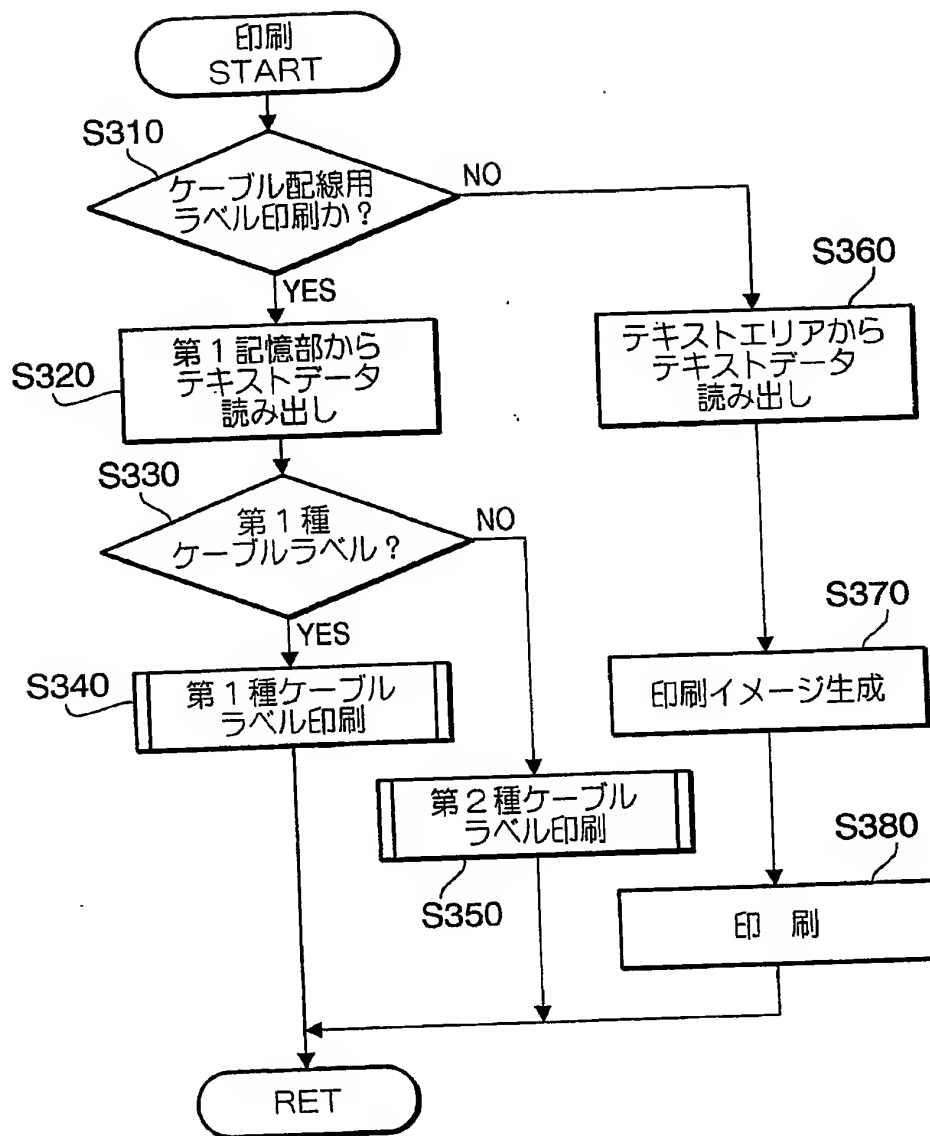 印刷
START
S310
ケーブル配線用
ラベル印刷か?
NO
YES
S320
第1記憶部から
テキストデータ
読み出し
S330
第1種
ケーブルラベル?
NO
YES
S340
第1種ケーブル
ラベル印刷
第2種ケーブル
ラベル印刷
S350
S360
テキストエリアから
テキストデータ
読み出し
S370
印刷イメージ生成
S380
印 刷
RET